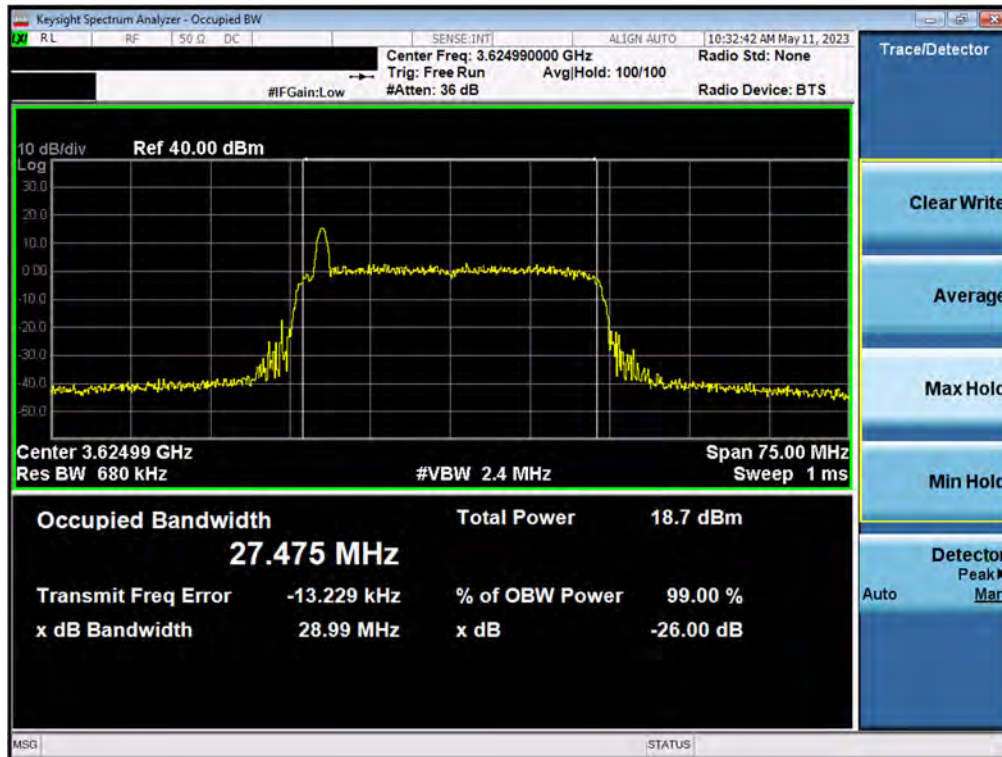 Keysight Spectrum Analyzer - Occupied BW
LXI RL RF 50 Ω DC SENSE:INT ALIGN AUTO 10:32:42 AM May 11, 2023
Center Freq: 3.624990000 GHz Radio Std: None
Trig: Free Run Avg|Hold: 100/100
#IFGain:Low #Atten: 36 dB Radio Device: BTS
Trace/Detector
10 dB/div Ref 40.00 dBm
Log
30.0
20.0
10.0
0.00
-10.0
-20.0
-30.0
-40.0
-50.0
Center 3.62499 GHz Span 75.00 MHz
Res BW 680 kHz #VBW 2.4 MHz Sweep 1 ms
Clear Write
Average
Max Hold
Min Hold
Detector
Peak
Auto Man
Occupied Bandwidth Total Power 18.7 dBm
27.475 MHz
Transmit Freq Error -13.229 kHz % of OBW Power 99.00 %
x dB Bandwidth 28.99 MHz x dB -26.00 dB
MSG STATUS